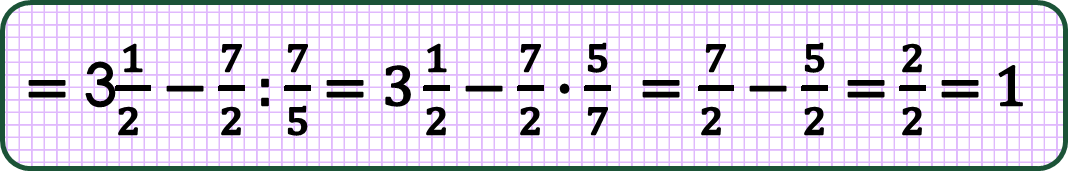 = 3 1/2 − 7/2 : 7/5 = 3 1/2 − 7/2 · 5/7 = 7/2 − 5/2 = 2/2 = 1